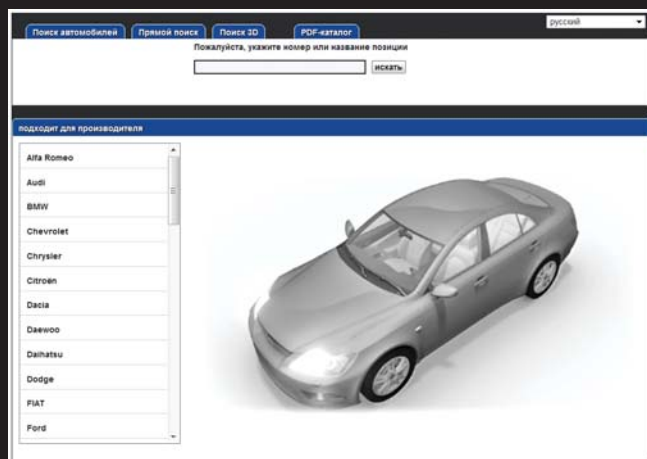 русский
Поиск автомобилей Прямой поиск Поиск 3D PDF-каталог
Пожалуйста, укажите номер или название позиции
искать
подходит для производителя
Alfa Romeo
Audi
BMW
Chevrolet
Chrysler
Citroën
Dacia
Daewoo
Daihatsu
Dodge
FIAT
Ford